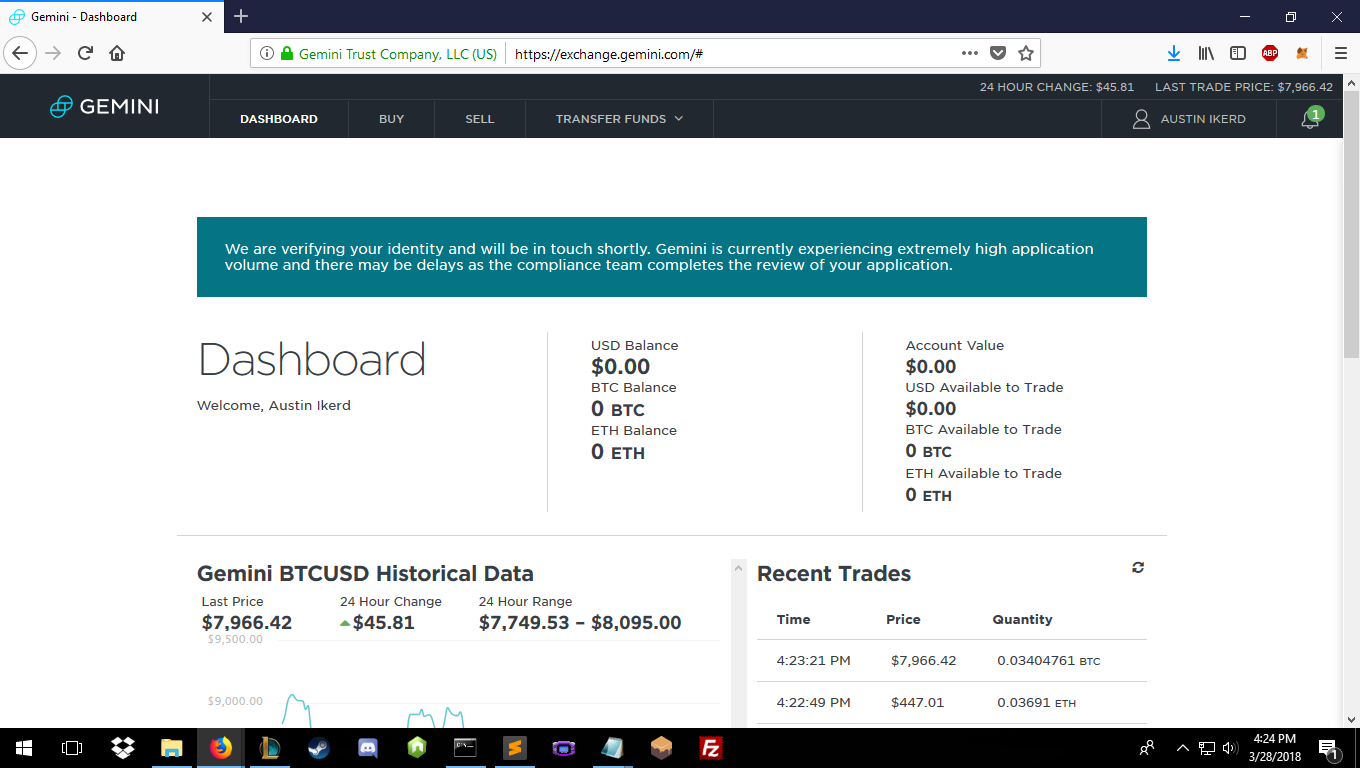 Gemini - Dashboard
Gemini Trust Company, LLC (US)
https://exchange.gemini.com/#
ABP
24 HOUR CHANGE: $45.81
LAST TRADE PRICE: $7,966.42
GEMINI
DASHBOARD
BUY
SELL
TRANSFER FUNDS
AUSTIN IKERD
1
We are verifying your identity and will be in touch shortly. Gemini is currently experiencing extremely high application
volume and there may be delays as the compliance team completes the review of your application.
Dashboard
Welcome, Austin Ikerd
USD Balance
$0.00
BTC Balance
0 BTC
ETH Balance
0 ETH
Account Value
$0.00
USD Available to Trade
$0.00
BTC Available to Trade
0 BTC
ETH Available to Trade
0 ETH
Gemini BTCUSD Historical Data
Last Price
24 Hour Change
24 Hour Range
$7,966.42
$45.81
$7,749.53 – $8,095.00
$9,500.00
$9,000.00
Recent Trades
Time
Price
Quantity
4:23:21 PM
$7,966.42
0.03404761 BTC
4:22:49 PM
$447.01
0.03691 ETH
Fz
4:24 PM
3/28/2018
1